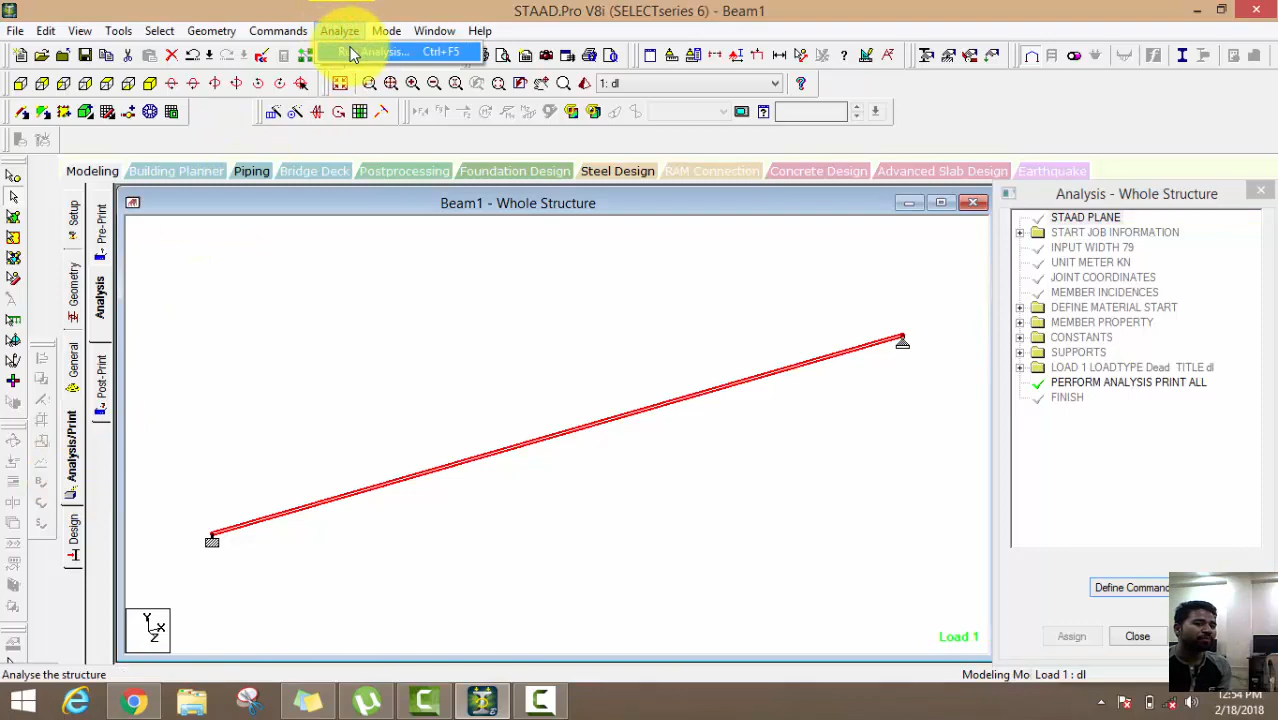 STAAD.Pro V8i (SELECTseries 6) - Beam1
File Edit View Tools Select Geometry Commands Analyze Mode Window Help
Analysis... Ctrl+F5
1: dl
Modeling Building Planner Piping Bridge Deck Postprocessing Foundation Design Steel Design RAM Connection Concrete Design Advanced Slab Design Earthquake
Setup
Geometry
General
Analysis/Print
Design
Pre-Print
Analysis
Post-Print
Beam1 - Whole Structure
Load 1
Y
X
Z
Analysis - Whole Structure
STAAD PLANE
START JOB INFORMATION
INPUT WIDTH 79
UNIT METER KN
JOINT COORDINATES
MEMBER INCIDENCES
DEFINE MATERIAL START
MEMBER PROPERTY
CONSTANTS
SUPPORTS
LOAD 1 LOADTYPE Dead TITLE dl
PERFORM ANALYSIS PRINT ALL
FINISH
Define Comman
Assign Close
Analyse the structure
Modeling Mo Load 1 : dl
12:54 PM
2/18/2018